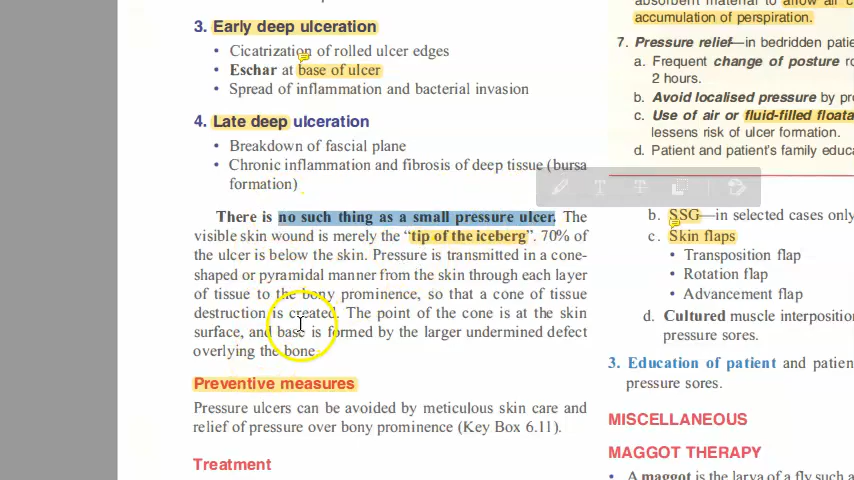 3. Early deep ulceration
• Cicatrization of rolled ulcer edges
• Eschar at base of ulcer
• Spread of inflammation and bacterial invasion
4. Late deep ulceration
• Breakdown of fascial plane
• Chronic inflammation and fibrosis of deep tissue (bursa
formation)
There is no such thing as a small pressure ulcer. The
visible skin wound is merely the “tip of the iceberg”. 70% of
the ulcer is below the skin. Pressure is transmitted in a cone-
shaped or pyramidal manner from the skin through each layer
of tissue to the bony prominence, so that a cone of tissue
destruction is created. The point of the cone is at the skin
surface, and base is formed by the larger undermined defect
overlying the bone.
Preventive measures
Pressure ulcers can be avoided by meticulous skin care and
relief of pressure over bony prominence (Key Box 6.11).
Treatment
absorbent material to allow air c
accumulation of perspiration.
7. Pressure relief—in bedridden patie
a. Frequent change of posture ro
2 hours.
b. Avoid localised pressure by pro
c. Use of air or fluid-filled floata
lessens risk of ulcer formation.
d. Patient and patient's family educa
b. SSG—in selected cases only
c. Skin flaps
• Transposition flap
• Rotation flap
• Advancement flap
d. Cultured muscle interposition
pressure sores.
3. Education of patient and patien
pressure sores.
MISCELLANEOUS
MAGGOT THERAPY
• A maggot is the larva of a fly such a